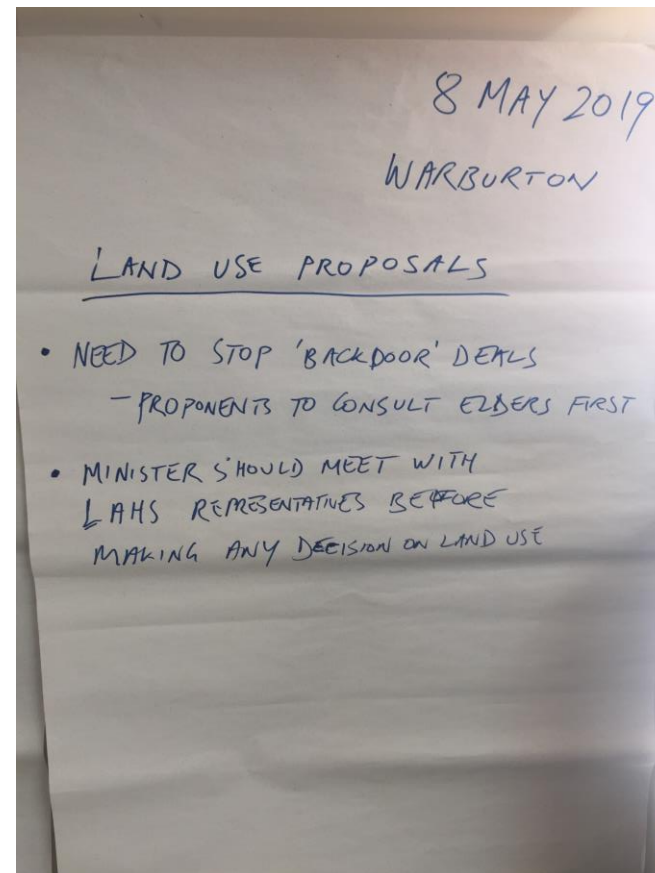 8 MAY 2019
WARBURTON
LAND USE PROPOSALS
• NEED TO STOP 'BACKDOOR' DEALS
– PROPONENTS TO CONSULT ELDERS FIRST
• MINISTER SHOULD MEET WITH
LAHS REPRESENTATIVES BEFORE
MAKING ANY DECISION ON LAND USE